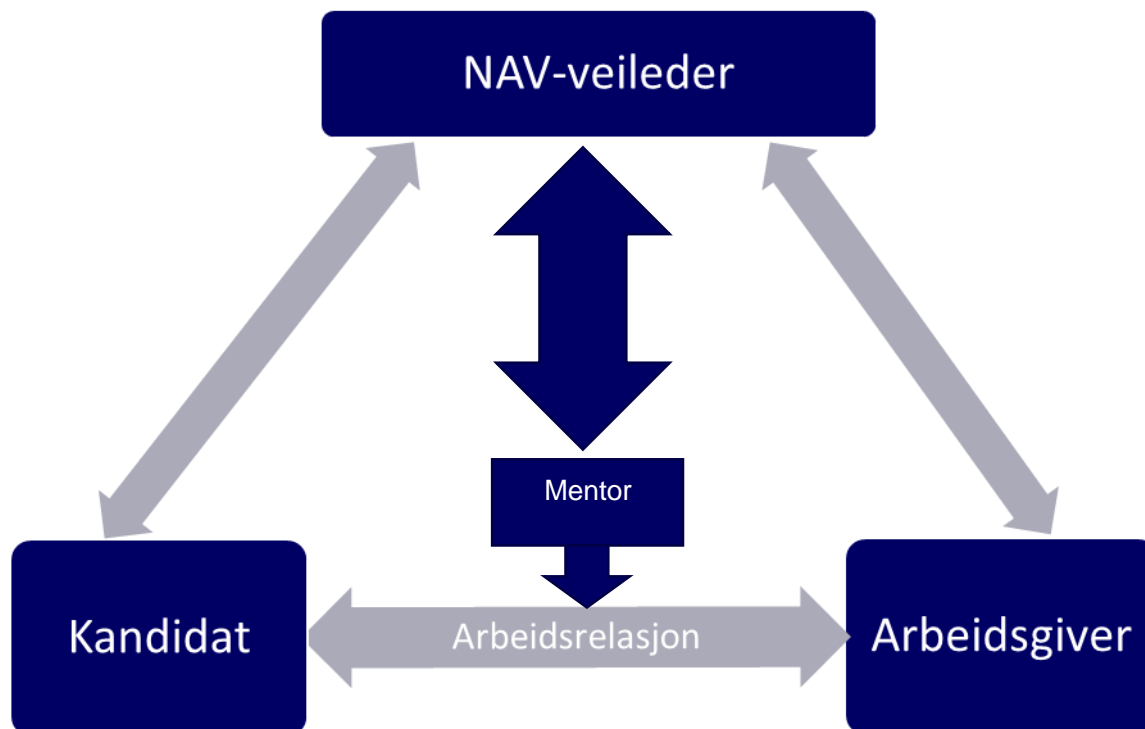 NAV-veileder
Mentor
Kandidat
Arbeidsrelasjon
Arbeidsgiver